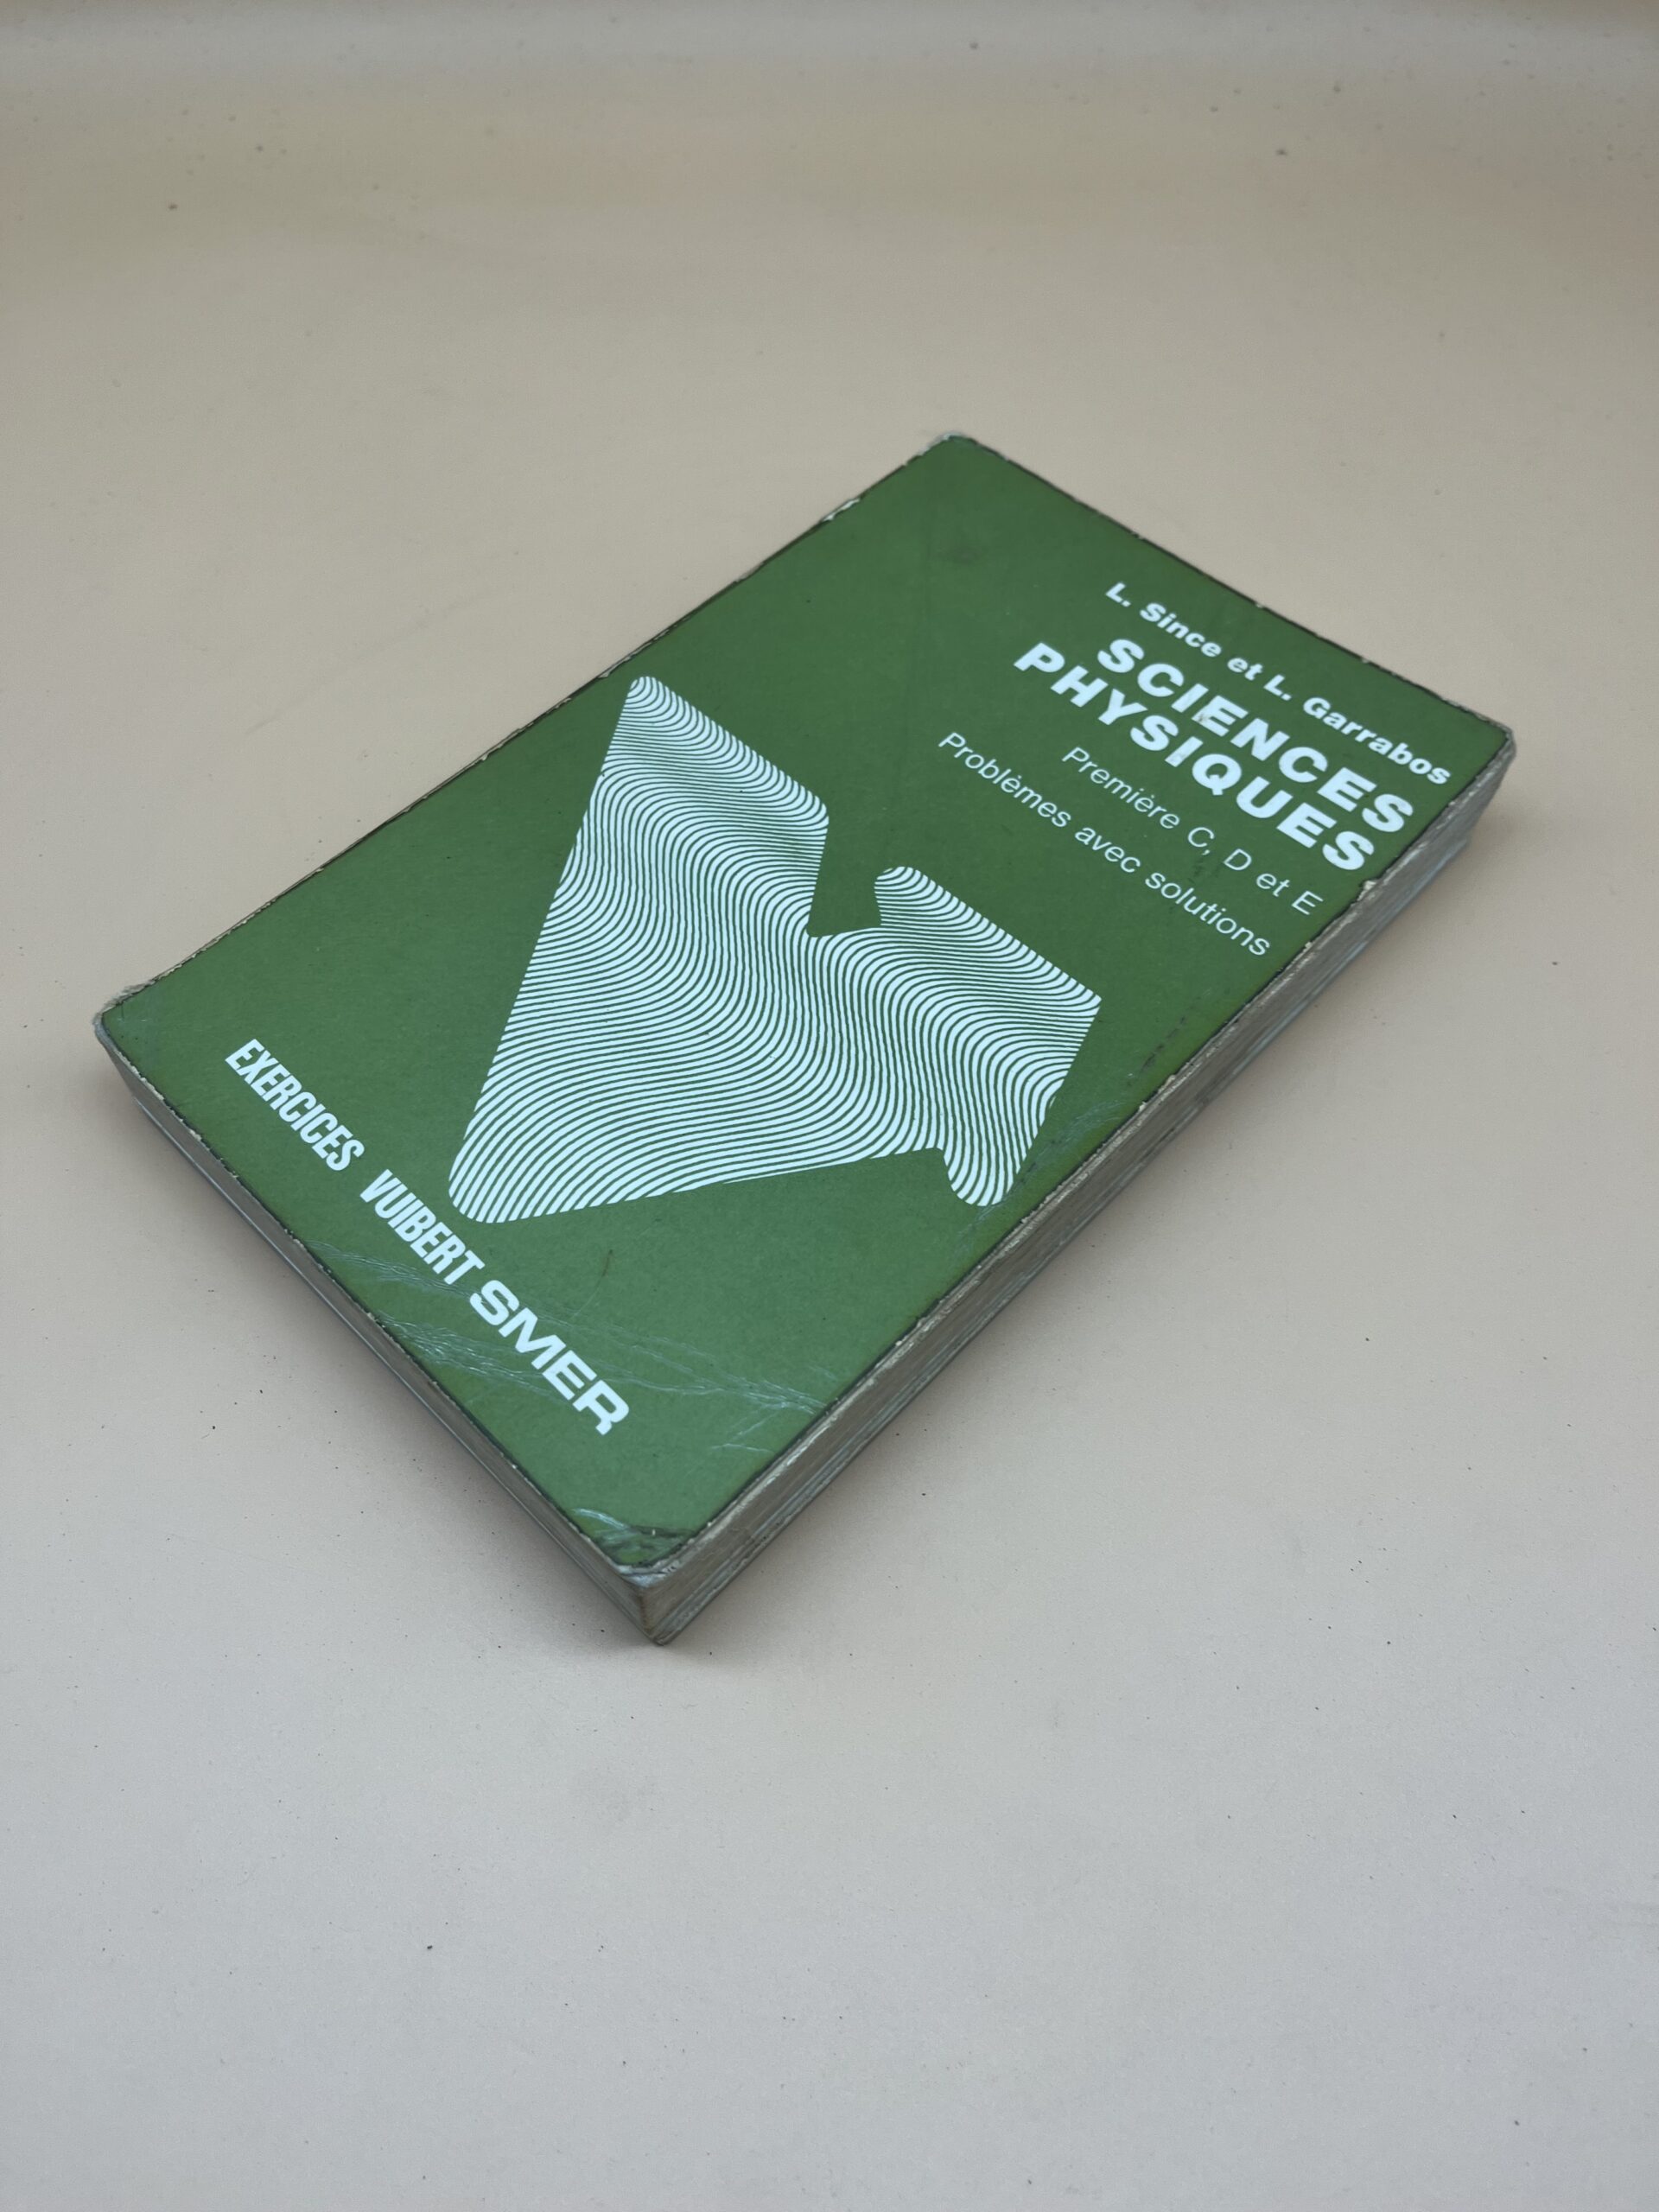 L. Since et L. Garrabos
SCIENCES
PHYSIQUES
Première C, D et E
Problèmes avec solutions
EXERCICES VUIBERT SMER